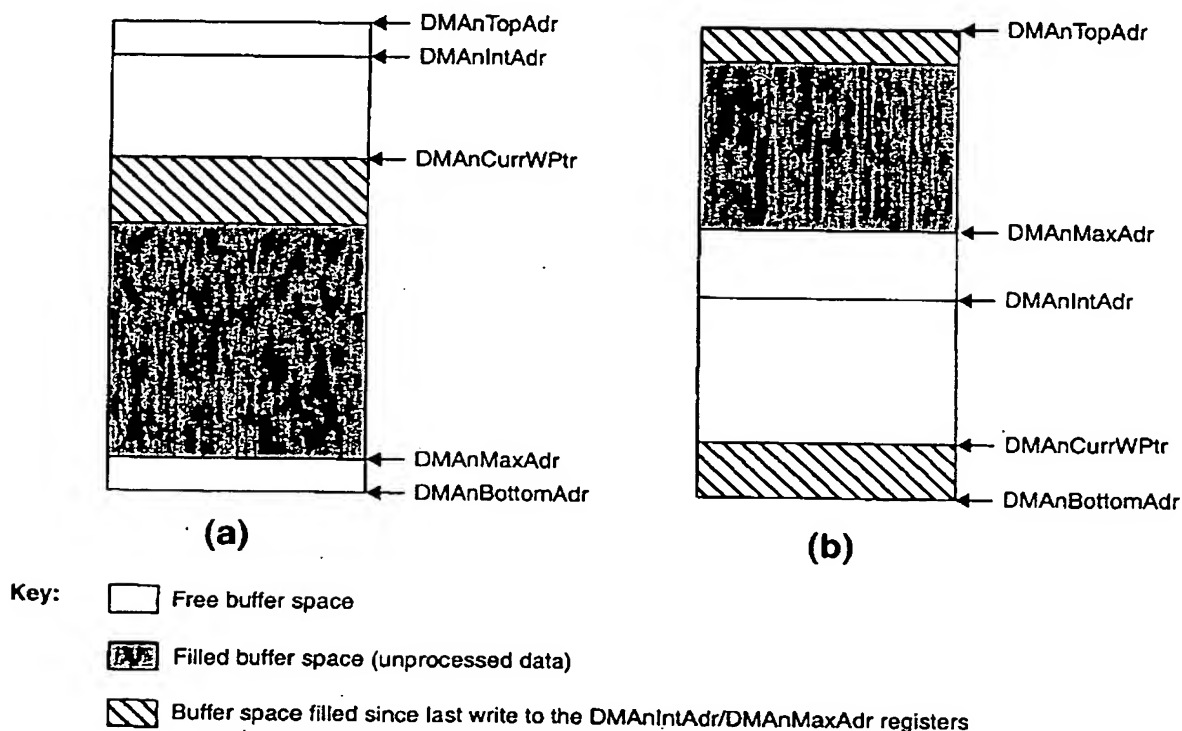 DMAnTopAdr
DMAnIntAdr
DMAnCurrWPtr
DMAnMaxAdr
DMAnBottomAdr
(a)
DMAnTopAdr
DMAnMaxAdr
DMAnIntAdr
DMAnCurrWPtr
DMAnBottomAdr
(b)
Key:
Free buffer space
Filled buffer space (unprocessed data)
Buffer space filled since last write to the DMAnIntAdr/DMAnMaxAdr registers